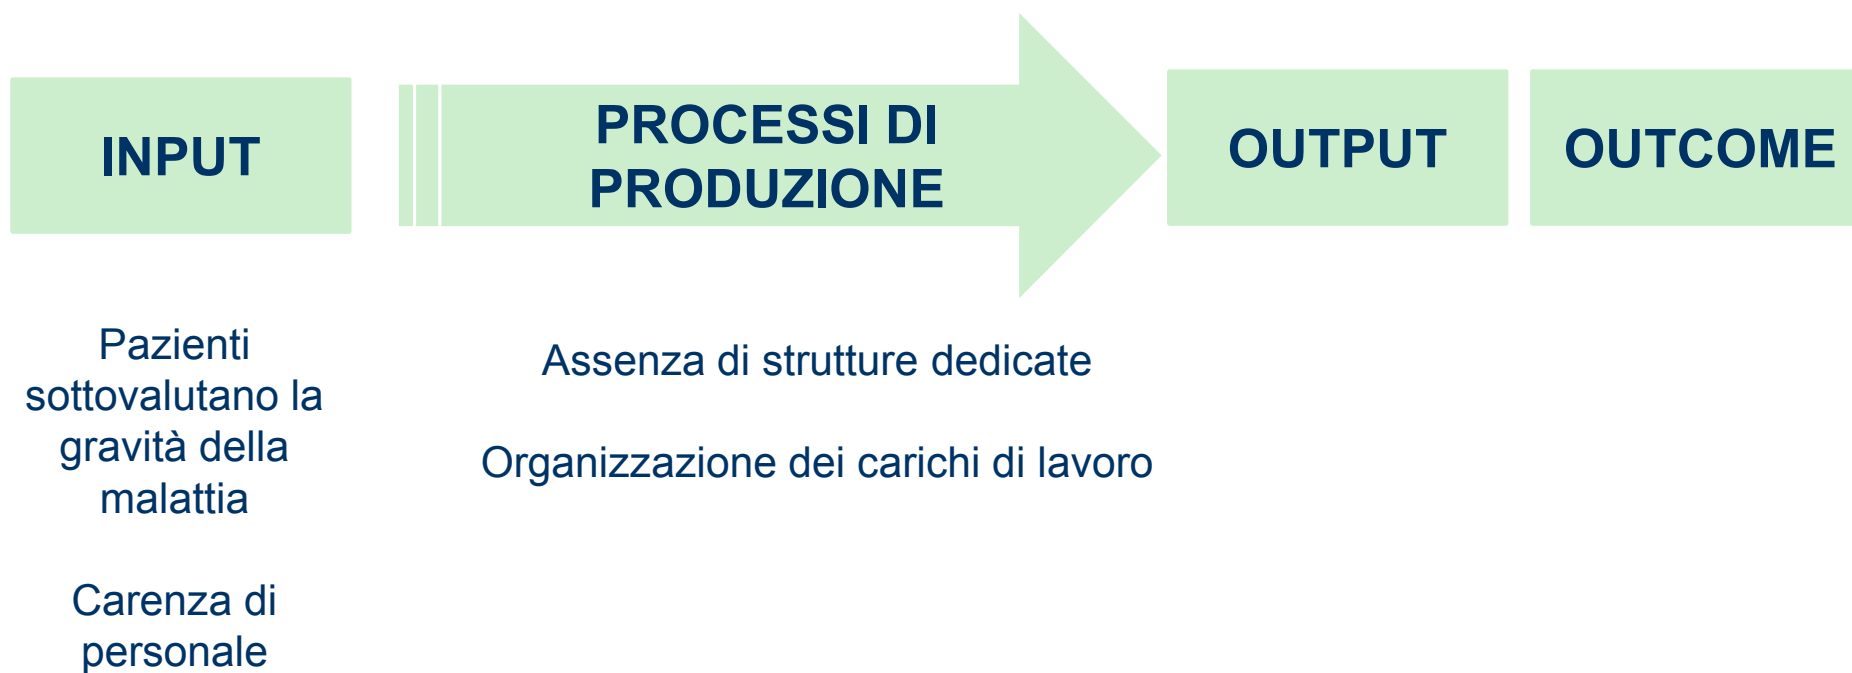 INPUT
PROCESSI DI
PRODUZIONE
OUTPUT
OUTCOME
Pazienti
sottovalutano la
gravità della
malattia
Carenza di
personale
Assenza di strutture dedicate
Organizzazione dei carichi di lavoro